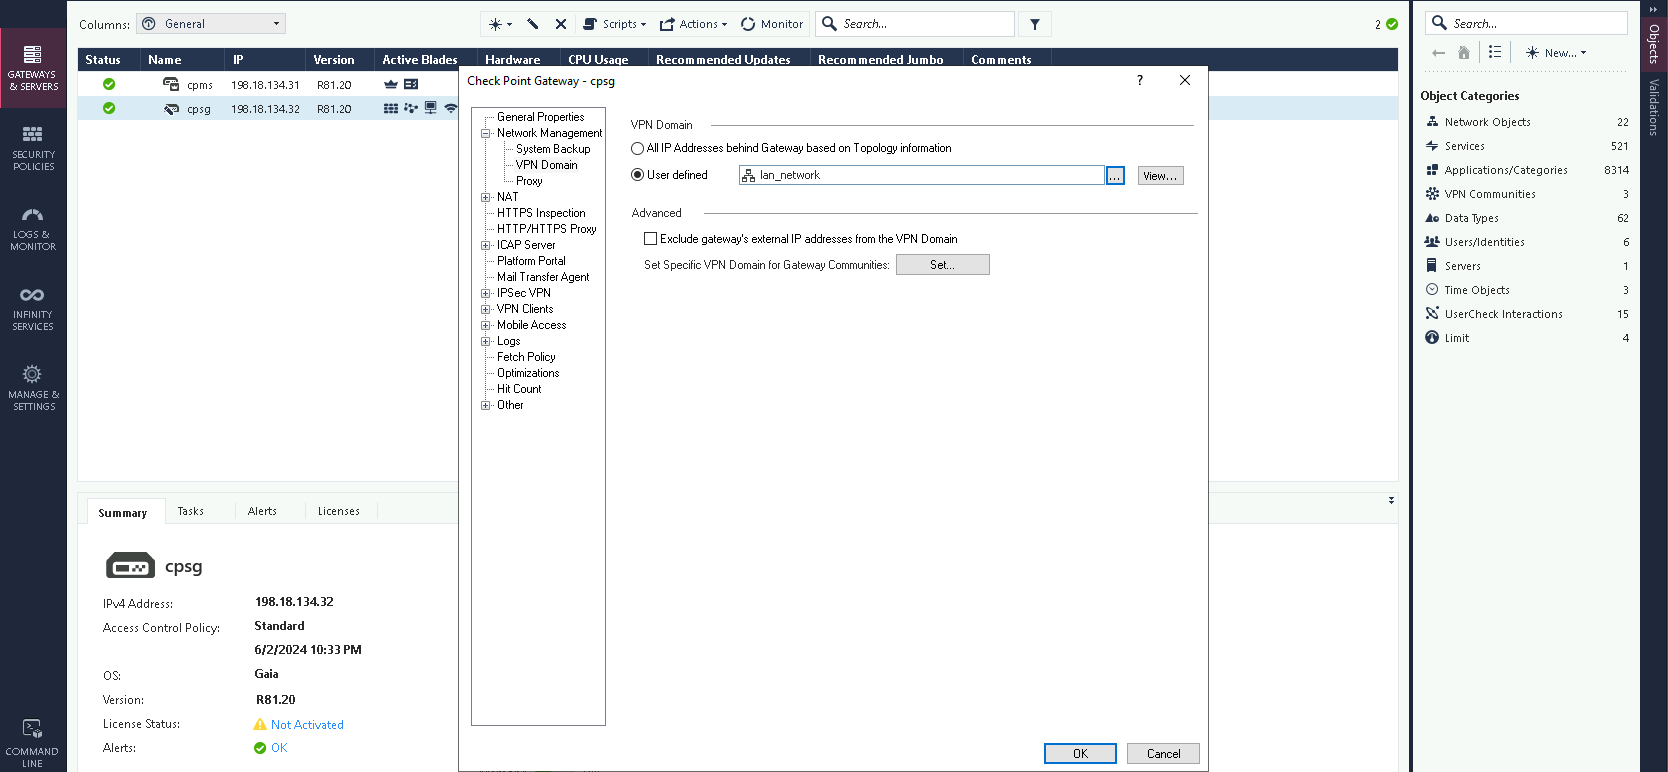 GATEWAYS
& SERVERS
SECURITY
POLICIES
LOGS &
MONITOR
INFINITY
SERVICES
MANAGE &
SETTINGS
COMMAND
LINE
Columns: General
Scripts Actions Monitor Search... 2
Status Name IP Version Active Blades Hardware CPU Usage Recommended Updates Recommended Jumbo Comments
cpms 198.18.134.31 R81.20
cpsg 198.18.134.32 R81.20
Check Point Gateway - cpsg ?
General Properties
Network Management
System Backup
VPN Domain
Proxy
NAT
HTTPS Inspection
HTTP/HTTPS Proxy
ICAP Server
Platform Portal
Mail Transfer Agent
IPSec VPN
VPN Clients
Mobile Access
Logs
Fetch Policy
Optimizations
Hit Count
Other
VPN Domain
All IP Addresses behind Gateway based on Topology information
User defined lan_network ... View...
Advanced
Exclude gateway's external IP addresses from the VPN Domain
Set Specific VPN Domain for Gateway Communities: Set...
OK Cancel
Summary Tasks Alerts Licenses
cpsg
IPv4 Address: 198.18.134.32
Access Control Policy: Standard
6/2/2024 10:33 PM
OS: Gaia
Version: R81.20
License Status: Not Activated
Alerts: OK
Search...
New...
Object Categories
Network Objects 22
Services 521
Applications/Categories 8314
VPN Communities 3
Data Types 62
Users/Identities 6
Servers 1
Time Objects 3
UserCheck Interactions 15
Limit 4
Objects
Validations